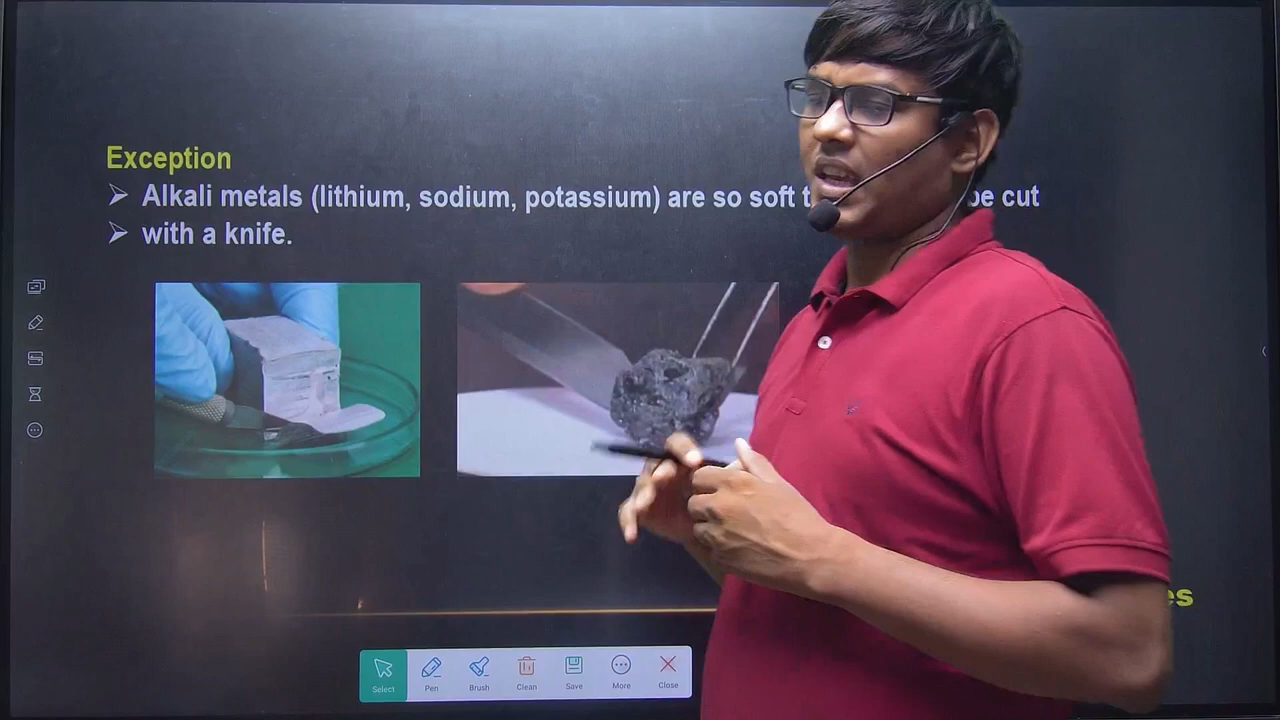 Exception
➢ Alkali metals (lithium, sodium, potassium) are so soft be cut
➢ with a knife.
Select Pen Brush Clean Save More Close